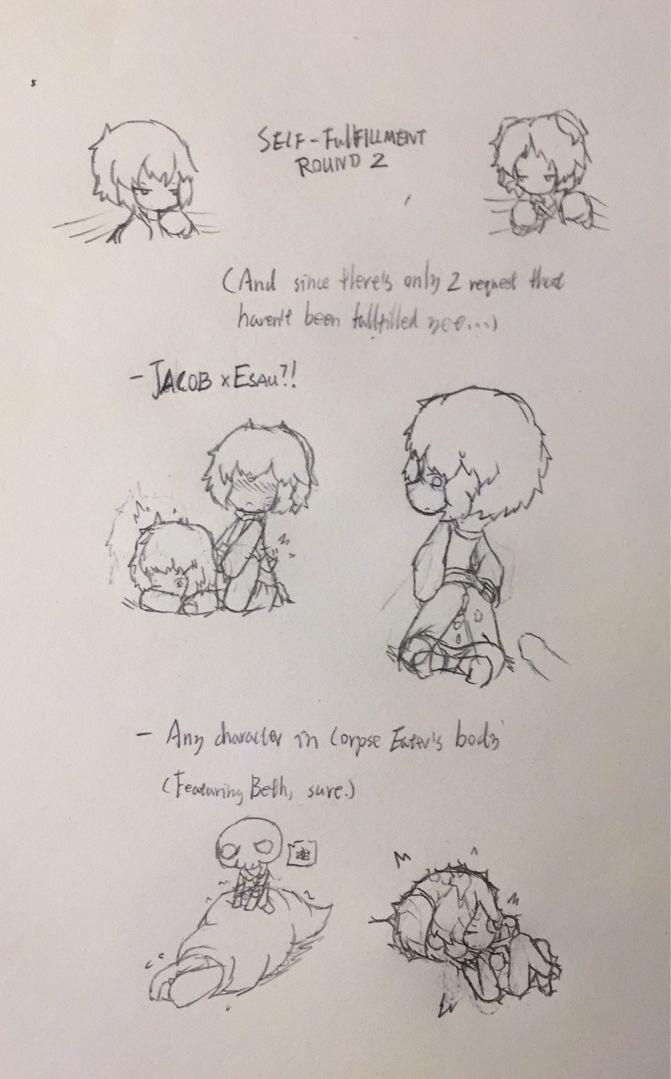 SELF-FulFILLMENT
ROUND 2
(And since there's only 2 request that
haven't been fullfilled yet...)
- JACOB x ESAU?!
- Any character in Corpse Eater's body
(Featuring Beth, sure.)